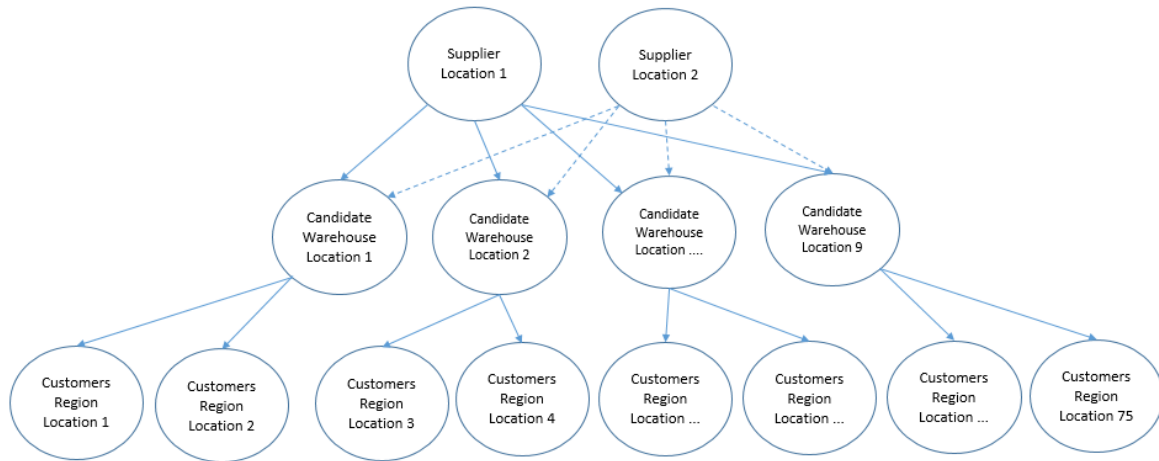 Supplier
Location 1
Supplier
Location 2
Candidate
Warehouse
Location 1
Candidate
Warehouse
Location 2
Candidate
Warehouse
Location ....
Candidate
Warehouse
Location 9
Customers
Region
Location 1
Customers
Region
Location 2
Customers
Region
Location 3
Customers
Region
Location 4
Customers
Region
Location ...
Customers
Region
Location ...
Customers
Region
Location ...
Customers
Region
Location 75